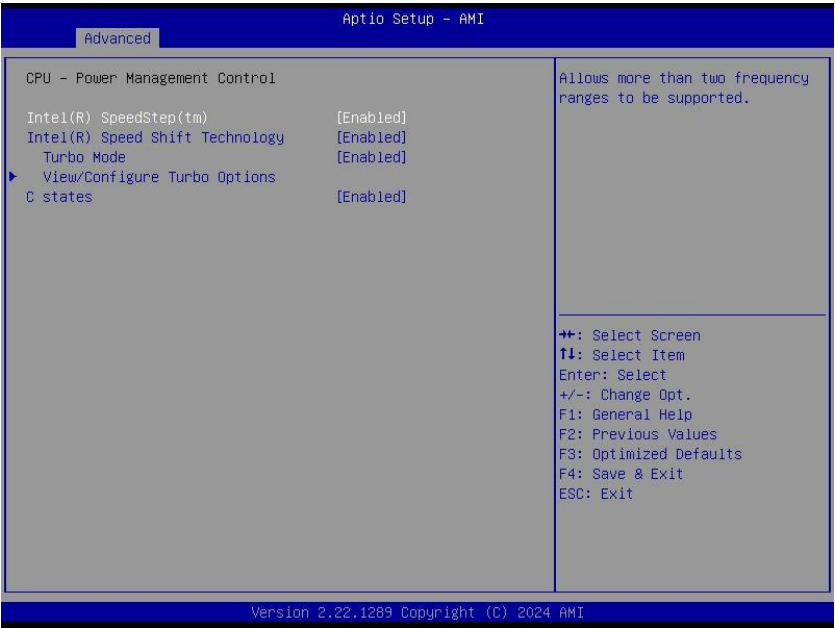 Aptio Setup - AMI
Advanced
CPU - Power Management Control
Intel(R) SpeedStep(tm) [Enabled]
Intel(R) Speed Shift Technology [Enabled]
Turbo Mode [Enabled]
View/Configure Turbo Options
C states [Enabled]
Allows more than two frequency
ranges to be supported.
→←: Select Screen
↑↓: Select Item
Enter: Select
+/-: Change Opt.
F1: General Help
F2: Previous Values
F3: Optimized Defaults
F4: Save & Exit
ESC: Exit
Version 2.22.1289 Copyright (C) 2024 AMI